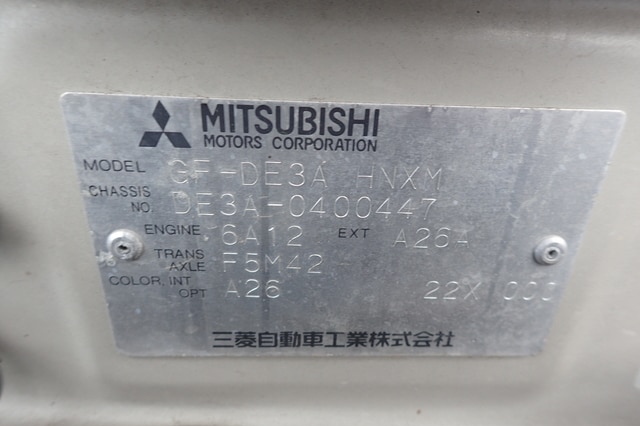 MITSUBISHI
MOTORS CORPORATION
MODEL GF-DE3A HNXM
CHASSIS NO. DE3A-0400447
ENGINE 6A12 EXT A26A
TRANS AXLE F5M42
COLOR, INT OPT A26 22X 000
三菱自動車工業株式会社